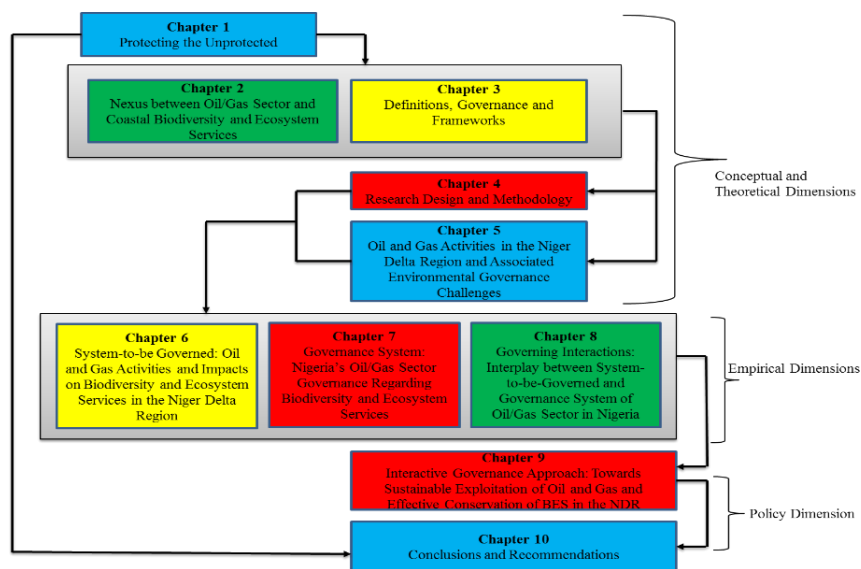 Chapter 1
Protecting the Unprotected
Chapter 2
Nexus between Oil/Gas Sector and
Coastal Biodiversity and Ecosystem
Services
Chapter 3
Definitions, Governance and
Frameworks
Chapter 4
Research Design and Methodology
Chapter 5
Oil and Gas Activities in the Niger
Delta Region and Associated
Environmental Governance
Challenges
Conceptual and
Theoretical Dimensions
Chapter 6
System-to-be Governed: Oil
and Gas Activities and Impacts
on Biodiversity and Ecosystem
Services in the Niger Delta
Region
Chapter 7
Governance System:
Nigeria's Oil/Gas Sector
Governance Regarding
Biodiversity and Ecosystem
Services
Chapter 8
Governing Interactions:
Interplay between System-
to-be-Governed and
Governance System of
Oil/Gas Sector in Nigeria
Empirical Dimensions
Chapter 9
Interactive Governance Approach: Towards
Sustainable Exploitation of Oil and Gas and
Effective Conservation of BES in the NDR
Policy Dimension
Chapter 10
Conclusions and Recommendations